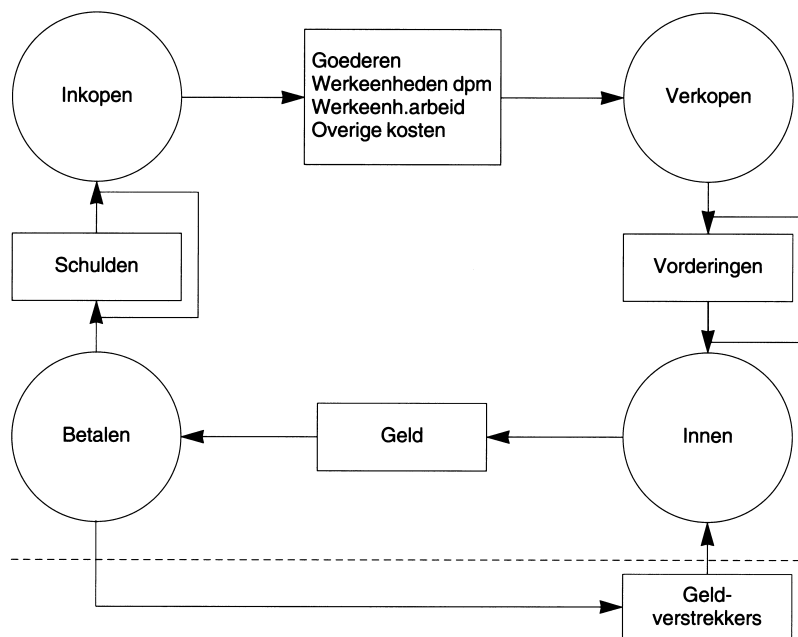 Inkopen
Goederen
Werkeenheden dpm
Werkeenh.arbeid
Overige kosten
Verkopen
Schulden
Vorderingen
Betalen
Geld
Innen
Geld-
verstrekkers